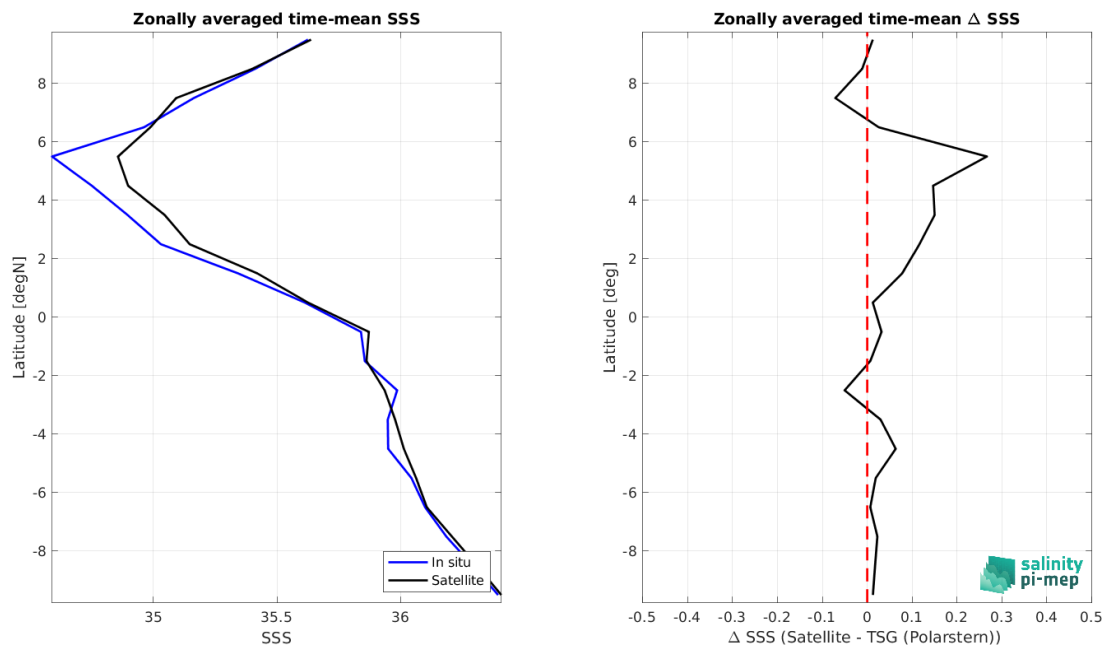 Zonally averaged time-mean SSS
8
6
4
2
0
-2
-4
-6
-8
Latitude [degN]
35
35.5
36
SSS
In situ
Satellite
Zonally averaged time-mean Δ SSS
8
6
4
2
0
-2
-4
-6
-8
Latitude [deg]
-0.5 -0.4 -0.3 -0.2 -0.1 0 0.1 0.2 0.3 0.4 0.5
Δ SSS (Satellite - TSG (Polarstern))
salinity
pi-mep